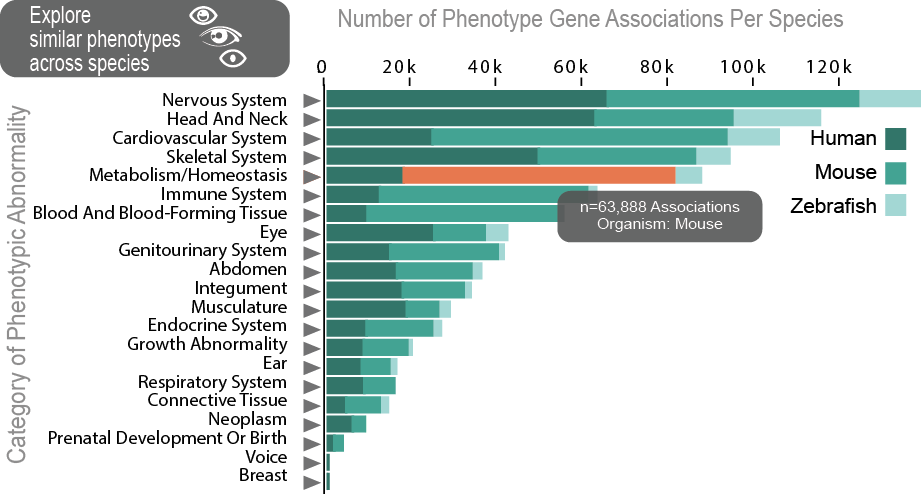 Explore
similar phenotypes
across species
Number of Phenotype Gene Associations Per Species
0 20k 40k 60k 80k 100k 120k
Category of Phenotypic Abnormality
Nervous System
Head And Neck
Cardiovascular System
Skeletal System
Metabolism/Homeostasis
Immune System
Blood And Blood-Forming Tissue
Eye
Genitourinary System
Abdomen
Integument
Musculature
Endocrine System
Growth Abnormality
Ear
Respiratory System
Connective Tissue
Neoplasm
Prenatal Development Or Birth
Voice
Breast
Human
Mouse
Zebrafish
n=63,888 Associations
Organism: Mouse